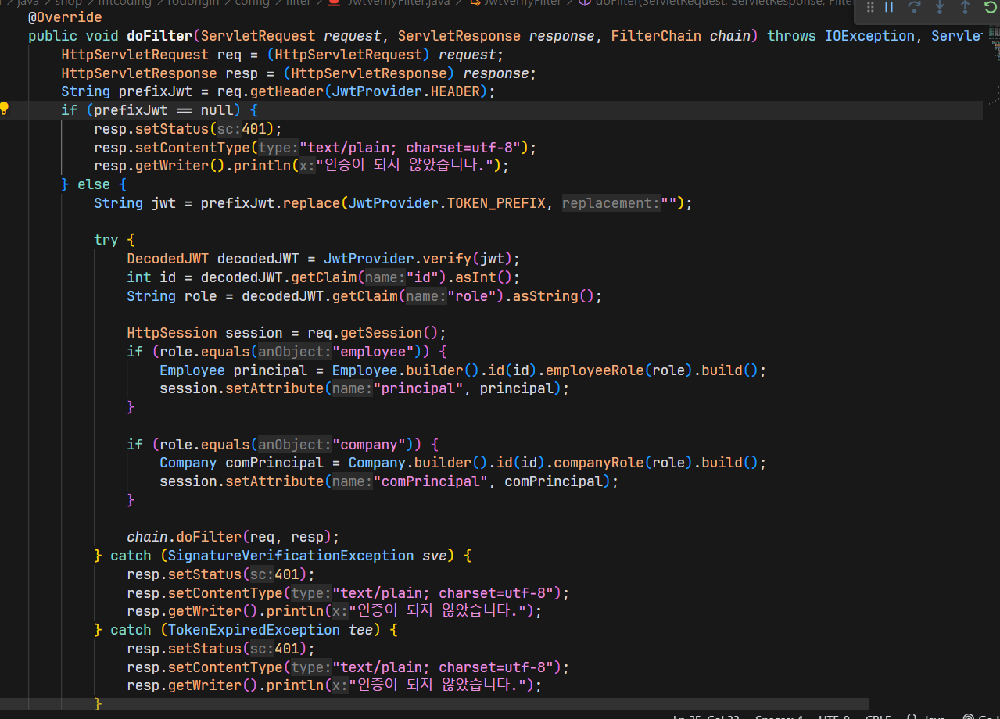 java > shop > mtcoding > rodongin > config > filter > JwtVerifyFilter.java > JwtVerifyFilter > doFilter(ServletRequest, ServletResponse, Filter
@Override
public void doFilter(ServletRequest request, ServletResponse response, FilterChain chain) throws IOException, Servle
HttpServletRequest req = (HttpServletRequest) request;
HttpServletResponse resp = (HttpServletResponse) response;
String prefixJwt = req.getHeader(JwtProvider.HEADER);
if (prefixJwt == null) {
resp.setStatus(sc:401);
resp.setContentType(type:"text/plain; charset=utf-8");
resp.getWriter().println(x:"인증이 되지 않았습니다.");
} else {
String jwt = prefixJwt.replace(JwtProvider.TOKEN_PREFIX, replacement:"");
try {
DecodedJWT decodedJWT = JwtProvider.verify(jwt);
int id = decodedJWT.getClaim(name:"id").asInt();
String role = decodedJWT.getClaim(name:"role").asString();
HttpSession session = req.getSession();
if (role.equals(anObject:"employee")) {
Employee principal = Employee.builder().id(id).employeeRole(role).build();
session.setAttribute(name:"principal", principal);
}
if (role.equals(anObject:"company")) {
Company comPrincipal = Company.builder().id(id).companyRole(role).build();
session.setAttribute(name:"comPrincipal", comPrincipal);
}
chain.doFilter(req, resp);
} catch (SignatureVerificationException sve) {
resp.setStatus(sc:401);
resp.setContentType(type:"text/plain; charset=utf-8");
resp.getWriter().println(x:"인증이 되지 않았습니다.");
} catch (TokenExpiredException tee) {
resp.setStatus(sc:401);
resp.setContentType(type:"text/plain; charset=utf-8");
resp.getWriter().println(x:"인증이 되지 않았습니다.");
}
Spaces: 4 UTF-8 CRLF {} Java